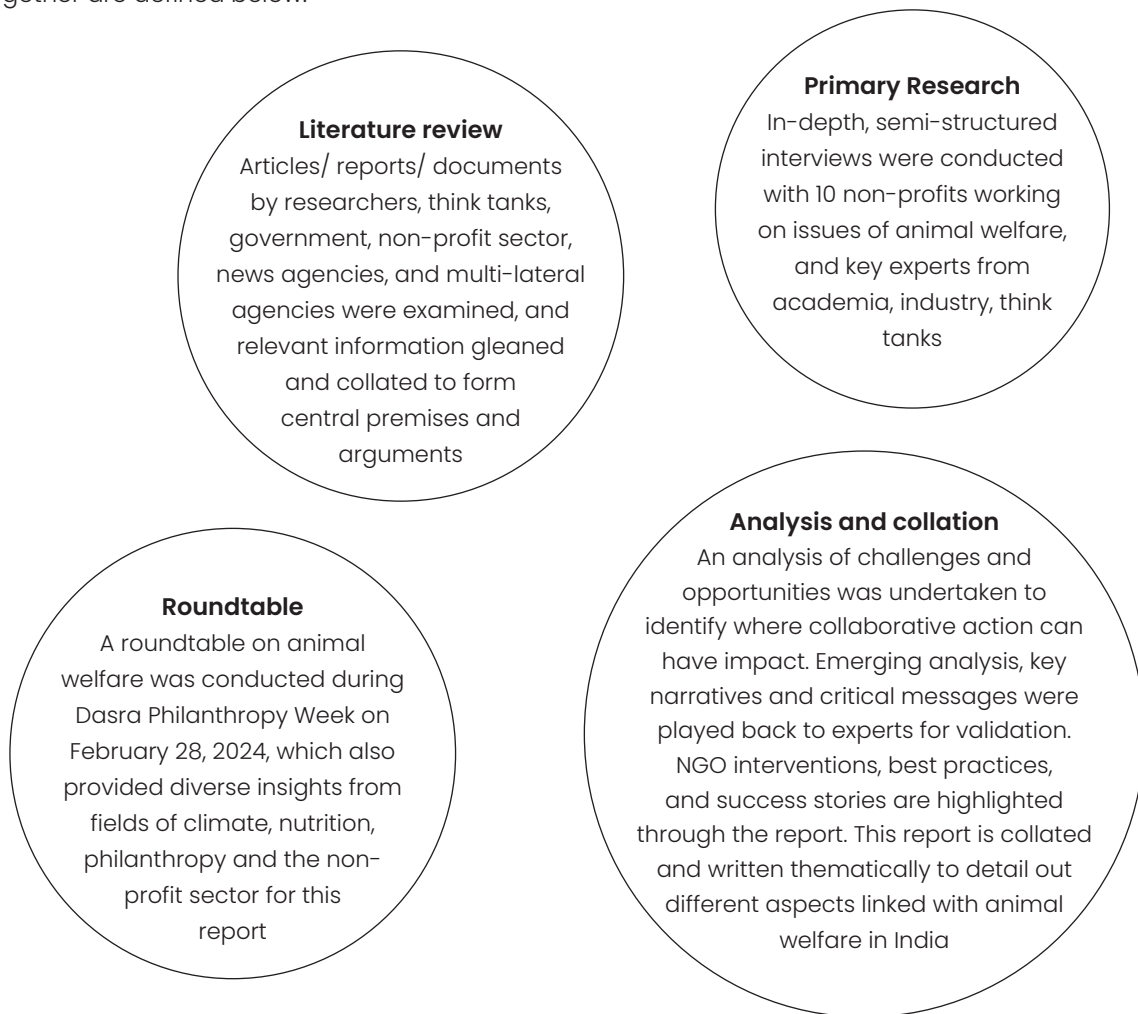 together are defined below.
Literature review
Articles/ reports/ documents
by researchers, think tanks,
government, non-profit sector,
news agencies, and multi-lateral
agencies were examined, and
relevant information gleaned
and collated to form
central premises and
arguments
Primary Research
In-depth, semi-structured
interviews were conducted
with 10 non-profits working
on issues of animal welfare,
and key experts from
academia, industry, think
tanks
Roundtable
A roundtable on animal
welfare was conducted during
Dasra Philanthropy Week on
February 28, 2024, which also
provided diverse insights from
fields of climate, nutrition,
philanthropy and the non-
profit sector for this
report
Analysis and collation
An analysis of challenges and
opportunities was undertaken to
identify where collaborative action can
have impact. Emerging analysis, key
narratives and critical messages were
played back to experts for validation.
NGO interventions, best practices,
and success stories are highlighted
through the report. This report is collated
and written thematically to detail out
different aspects linked with animal
welfare in India